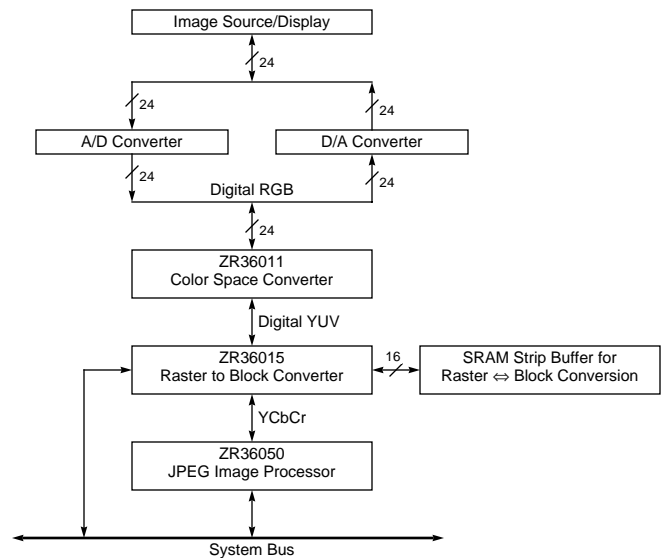 Image Source/Display
24
24
24
A/D Converter
D/A Converter
24
24
Digital RGB
24
ZR36011
Color Space Converter
Digital YUV
ZR36015
Raster to Block Converter
16
SRAM Strip Buffer for
Raster ⇔ Block Conversion
YCbCr
ZR36050
JPEG Image Processor
System Bus